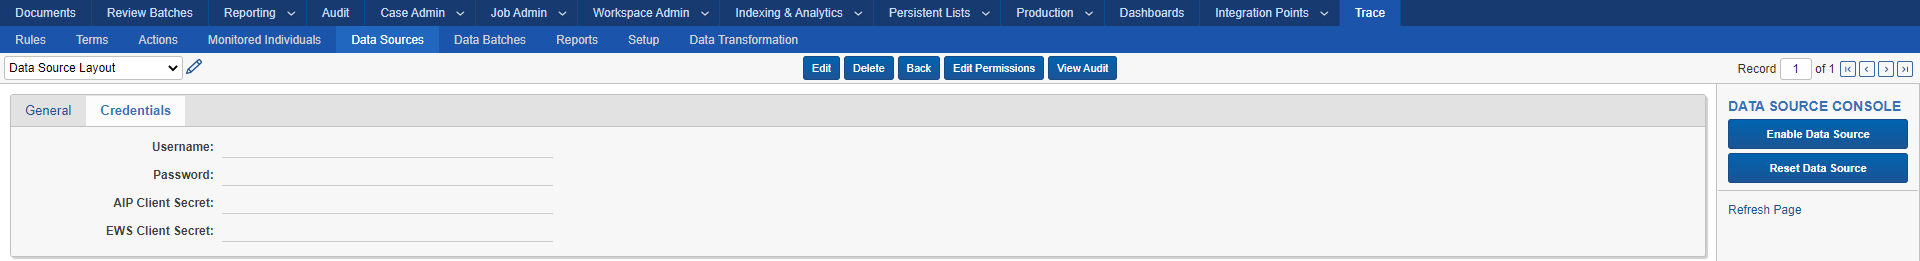 Documents Review Batches Reporting Audit Case Admin Job Admin Workspace Admin Indexing & Analytics Persistent Lists Production Dashboards Integration Points Trace
Rules Terms Actions Monitored Individuals Data Sources Data Batches Reports Setup Data Transformation
Data Source Layout Edit Delete Back Edit Permissions View Audit Record 1 of 1
General Credentials
DATA SOURCE CONSOLE
Enable Data Source
Username:
Password:
Reset Data Source
AIP Client Secret:
Refresh Page
EWS Client Secret: